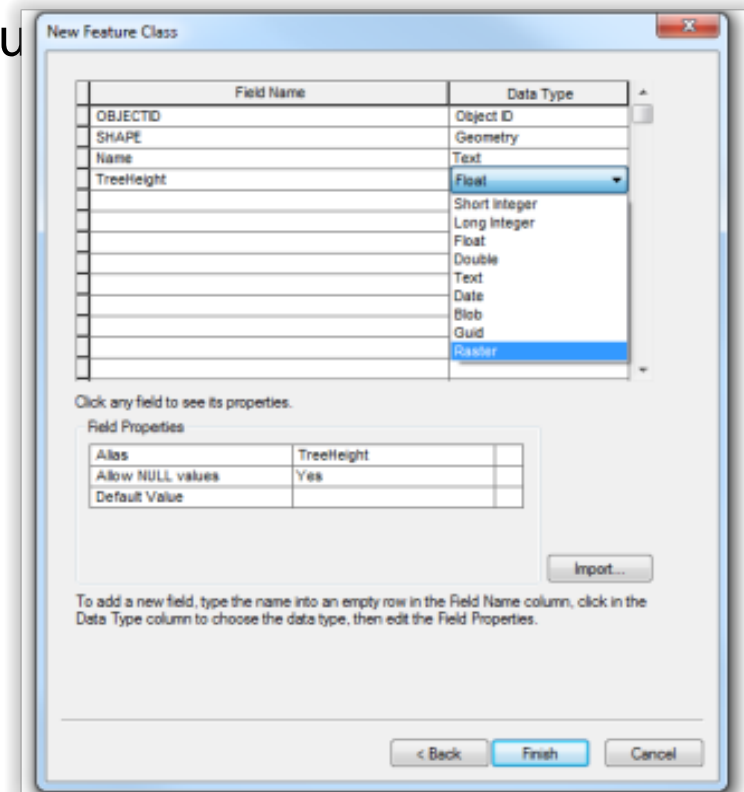 u
New Feature Class
Field Name Data Type
OBJECTID Object ID
SHAPE Geometry
Name Text
TreeHeight Float
Short Integer
Long Integer
Float
Double
Text
Date
Blob
Guid
Raster
Click any field to see its properties.
Field Properties
Alias TreeHeight
Allow NULL values Yes
Default Value
Import...
To add a new field, type the name into an empty row in the Field Name column, click in the
Data Type column to choose the data type, then edit the Field Properties.
< Back Finish Cancel